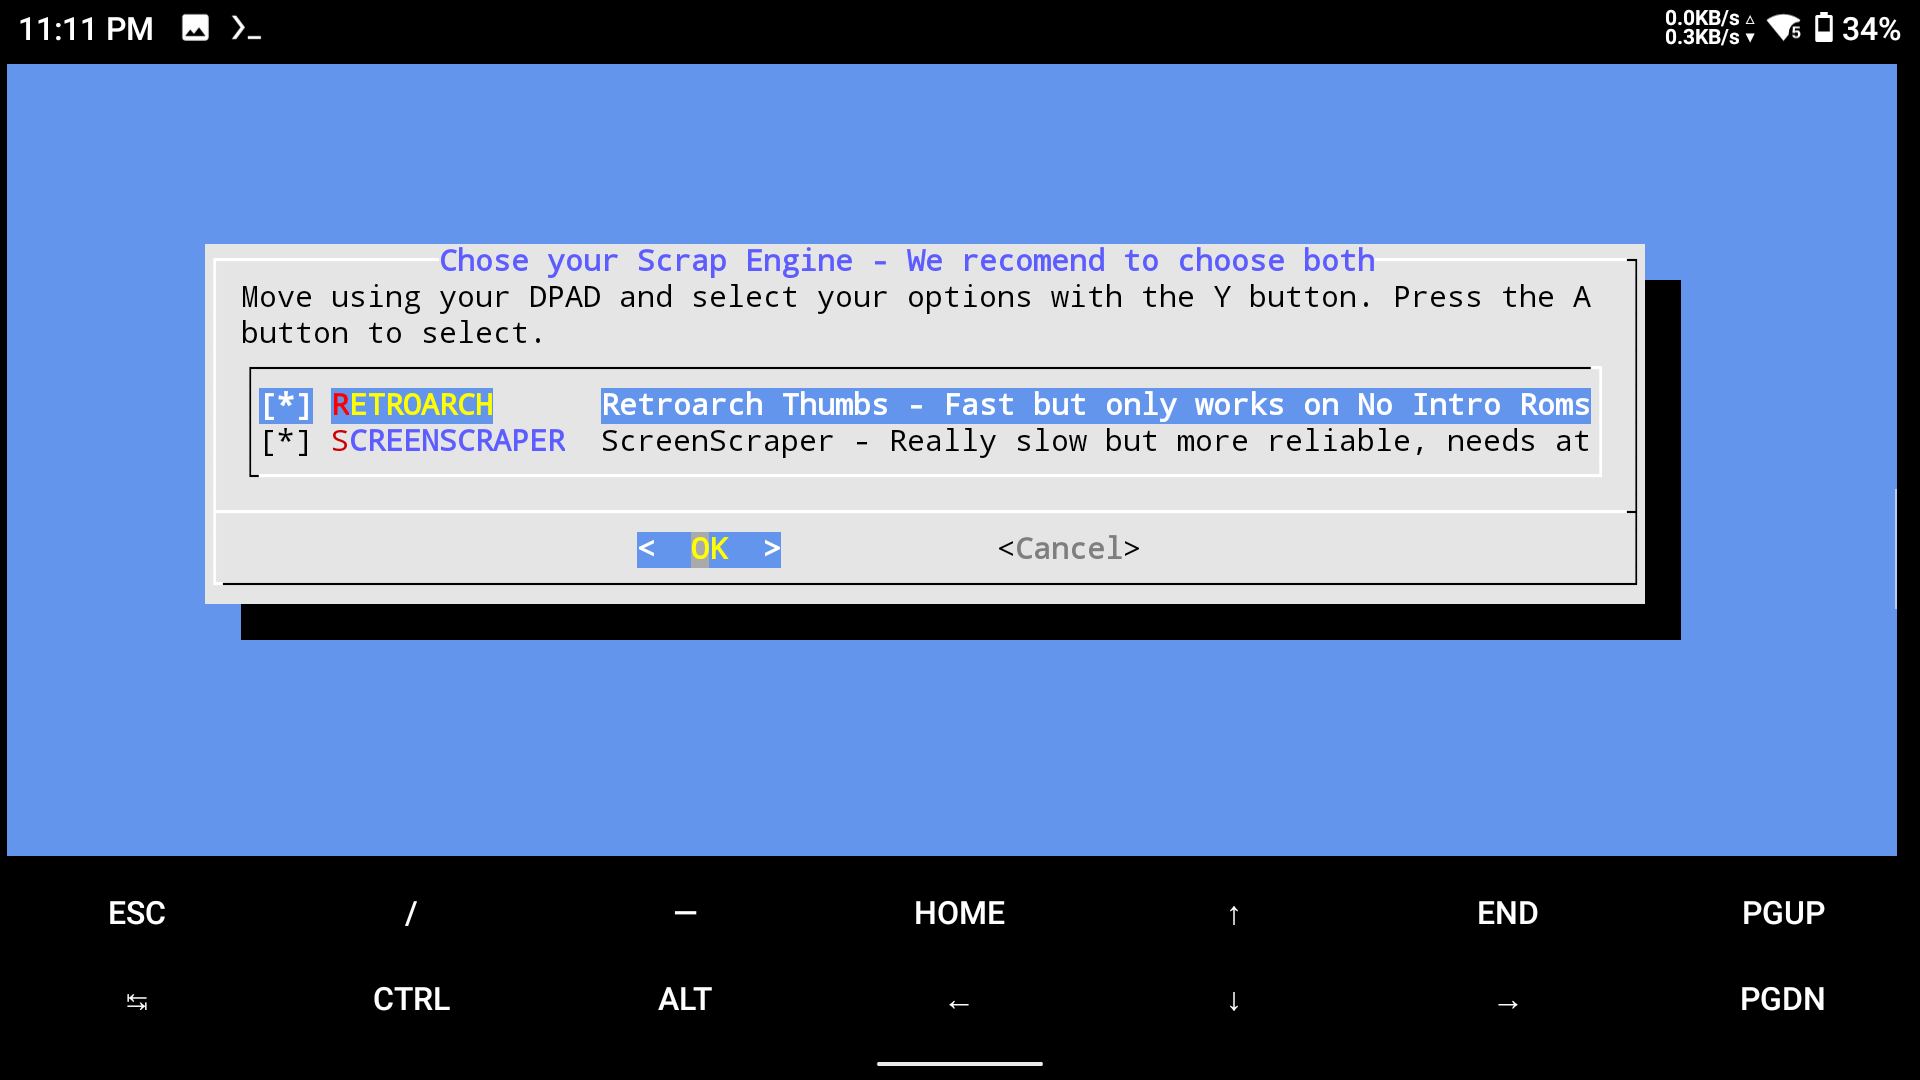 11:11 PM
0.0KB/s
0.3KB/s
5
34%
Chose your Scrap Engine - We recomend to choose both
Move using your DPAD and select your options with the Y button. Press the A
button to select.
[*] RETROARCH Retroarch Thumbs - Fast but only works on No Intro Roms
[*] SCREENSCRAPER ScreenScraper - Really slow but more reliable, needs at
< OK > <Cancel>
ESC / — HOME ↑ END PGUP
↹ CTRL ALT ← ↓ → PGDN